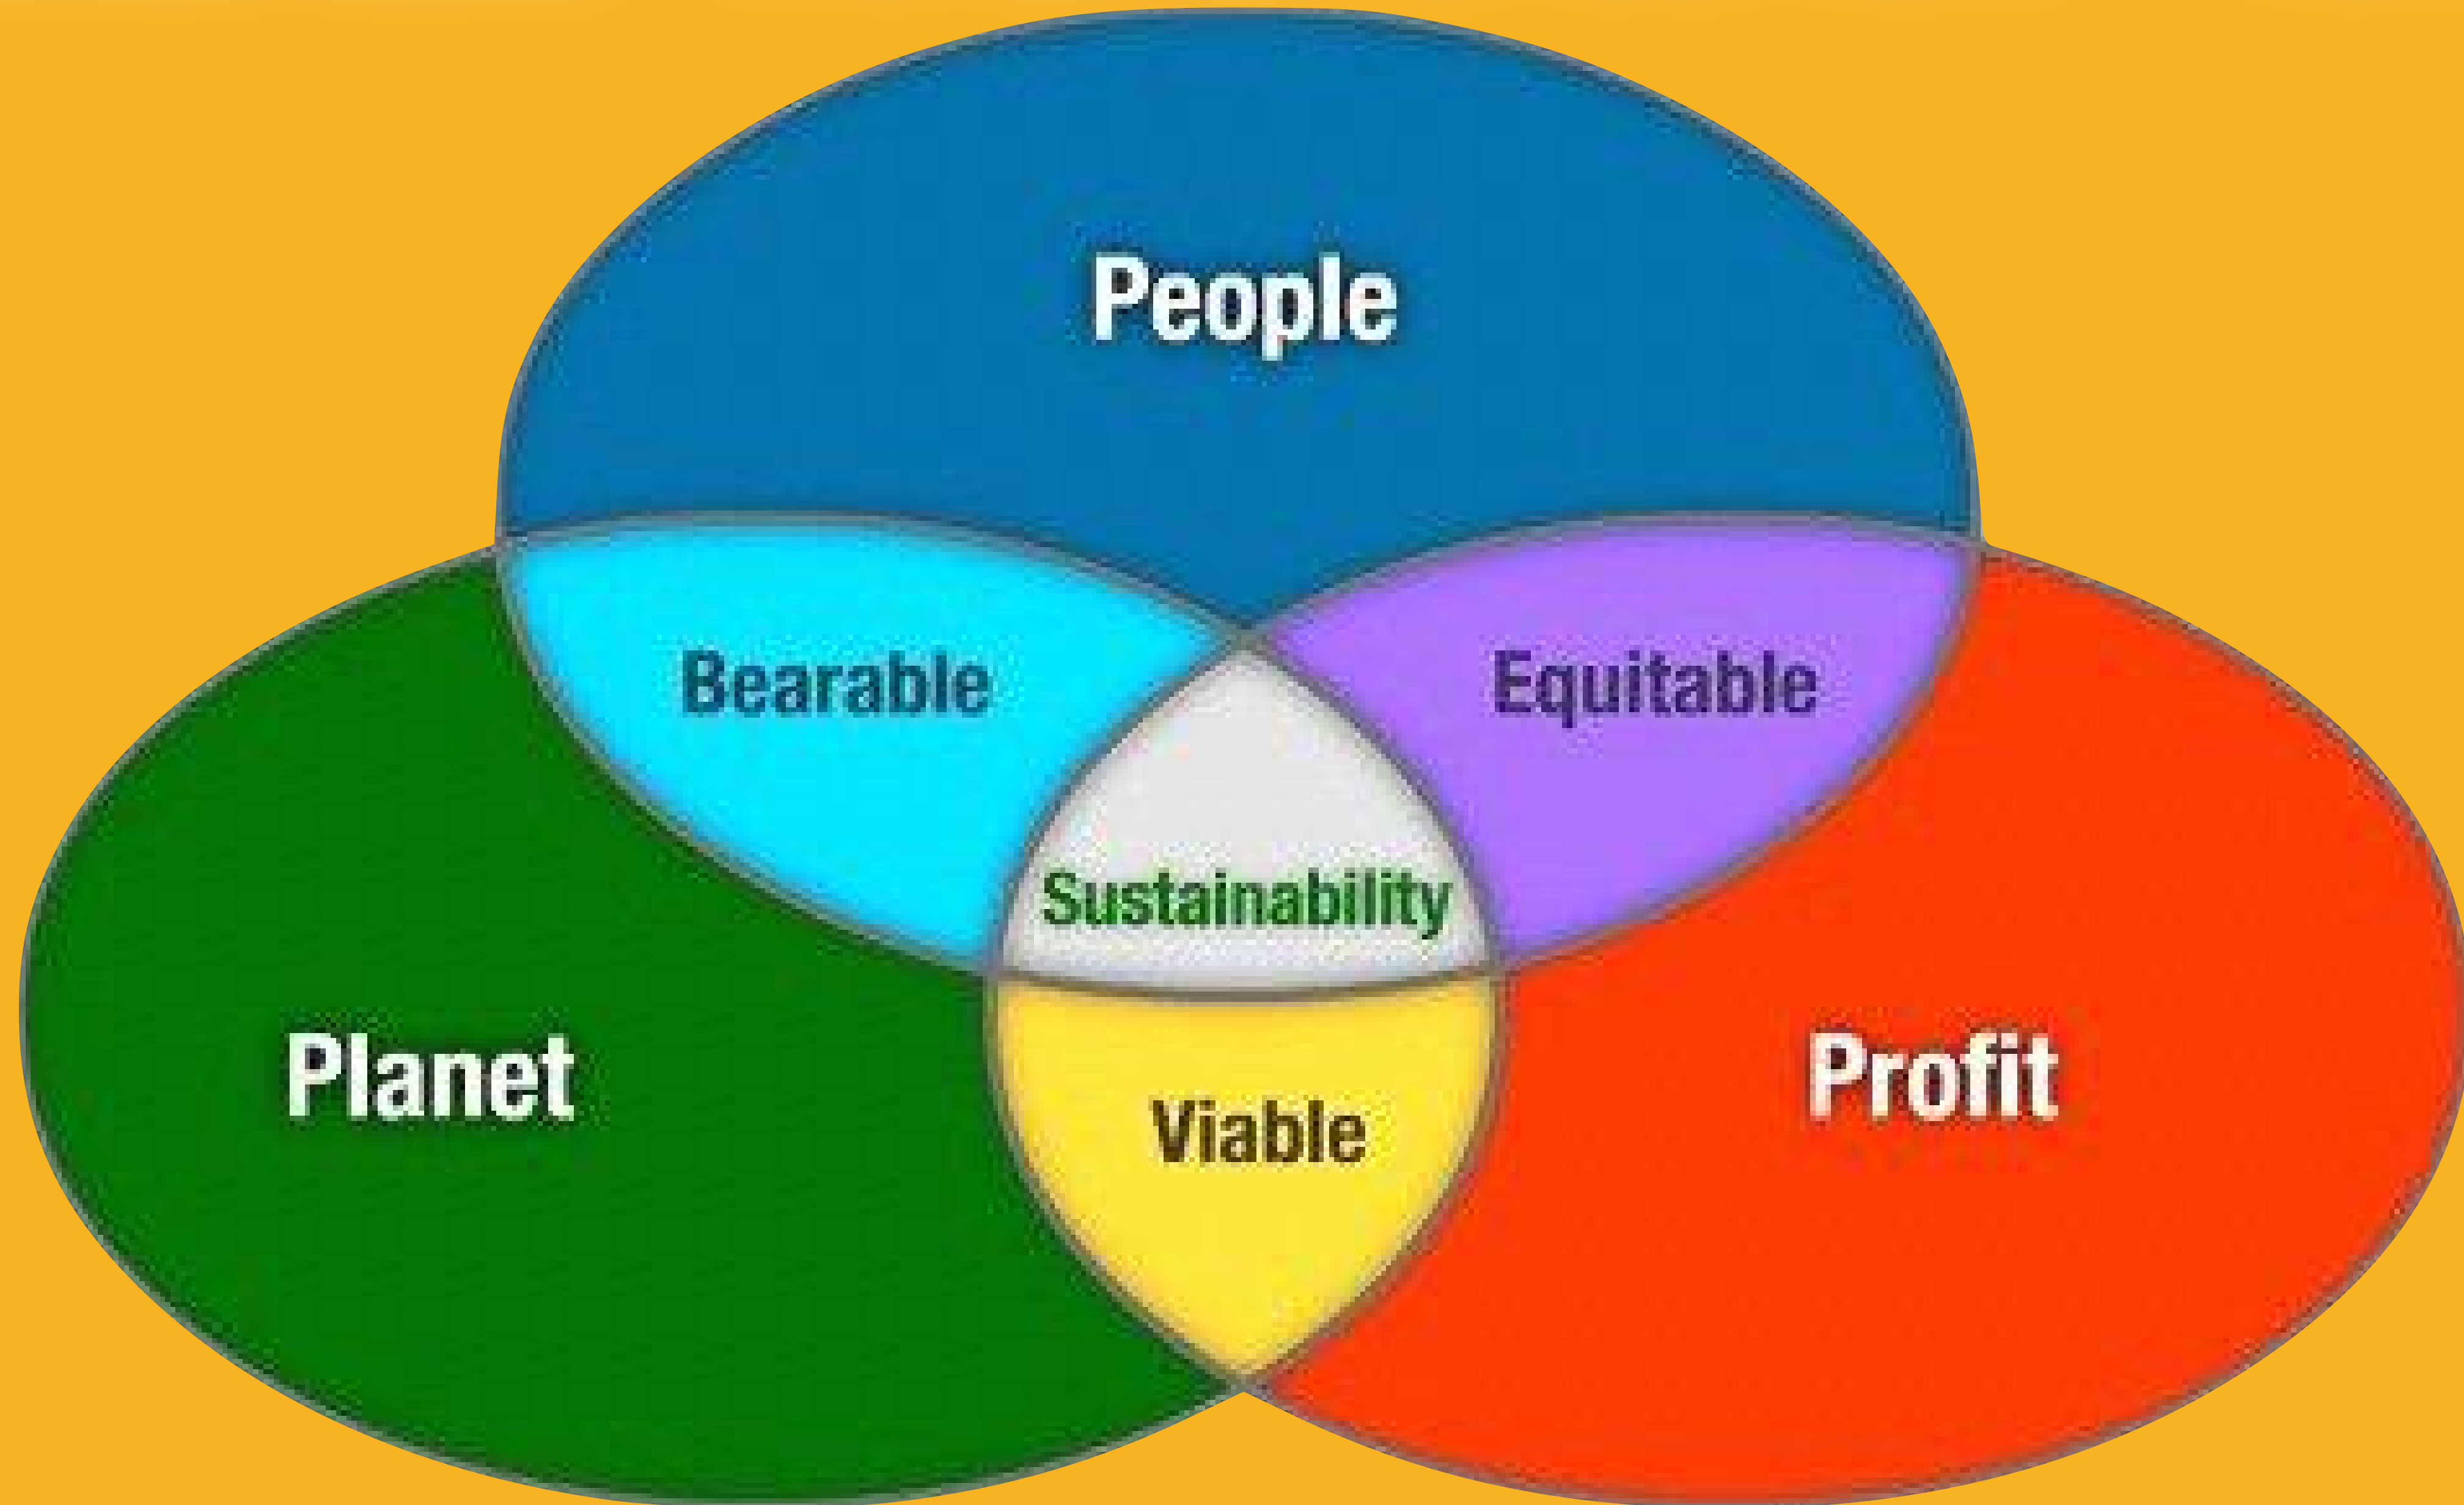 People
Bearable
Equitable
Sustainability
Planet
Profit
Viable